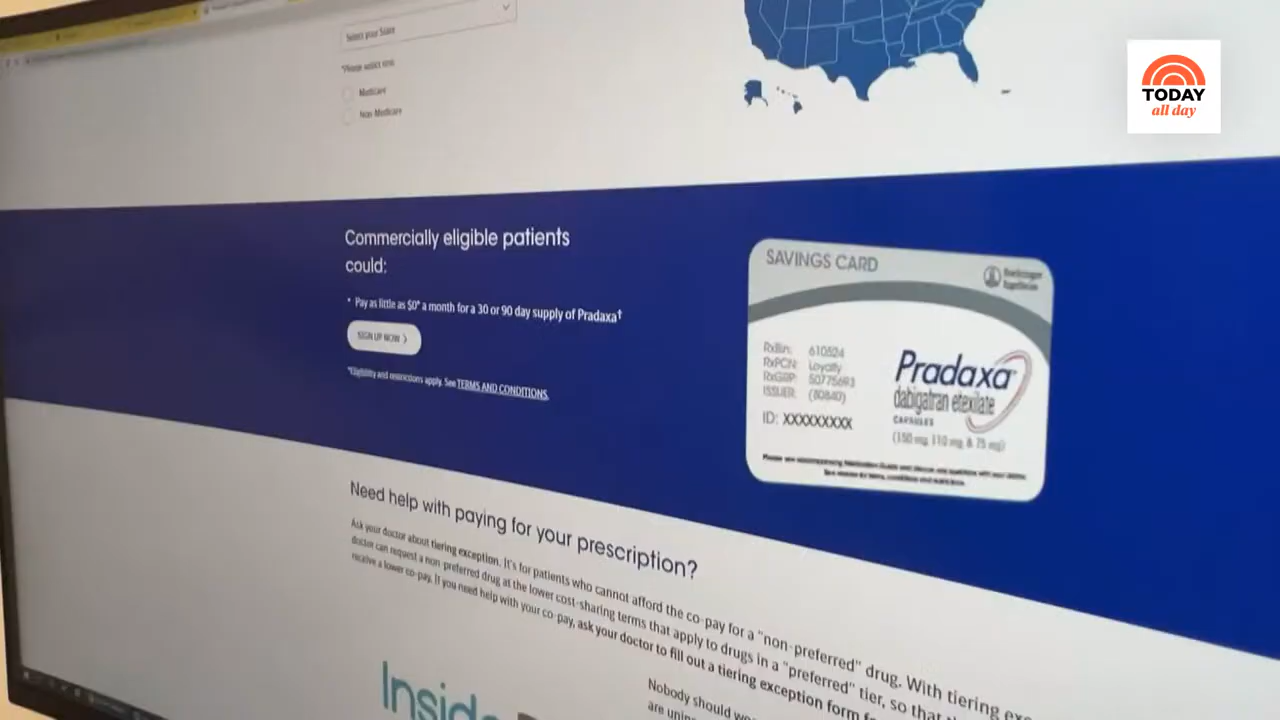 Select your State
*Please select one
Medicare
Non Medicare
TODAY
all day
Commercially eligible patients
could:
* Pay as little as $0* a month for a 30 or 90 day supply of Pradaxa†
SIGN UP NOW >
*Eligibility and restrictions apply. See TERMS AND CONDITIONS.
SAVINGS CARD
Boehringer
Ingelheim
RxBin: 610524
RxPCN: Loyalty
RxGRP: 50775693
ISSUER: (80840)
ID: XXXXXXXXX
Pradaxa
dabigatran etexilate
CAPSULES
(150 mg, 110 mg & 75 mg)
Need help with paying for your prescription?
Ask your doctor about tiering exception. It's for patients who cannot afford the co-pay for a "non-preferred" drug. With tiering
doctor can request a non-preferred drug at the lower cost-sharing terms that apply to drugs in a "preferred" tier, so that
receive a lower co-pay. If you need help with your co-pay, ask your doctor to fill out a tiering exception form
Inside
Nobody should
are